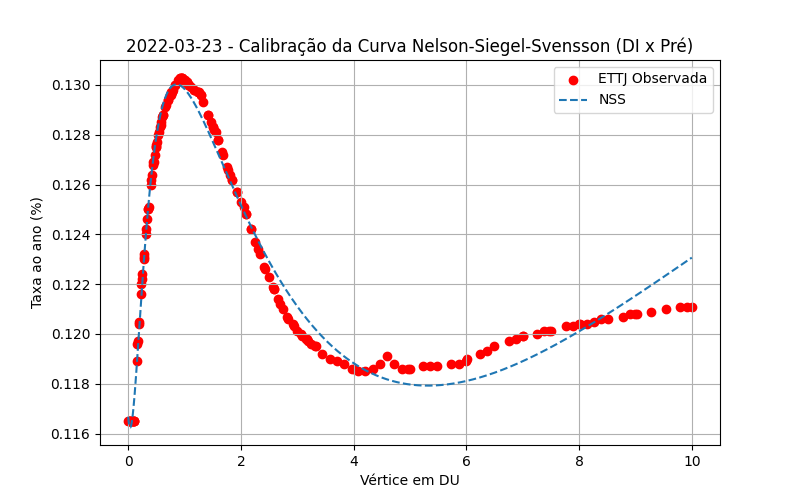 2022-03-23 - Calibração da Curva Nelson-Siegel-Svensson (DI x Pré)
ETTJ Observada
NSS
Taxa ao ano (%)
0.130
0.128
0.126
0.124
0.122
0.120
0.118
0.116
0 2 4 6 8 10
Vértice em DU